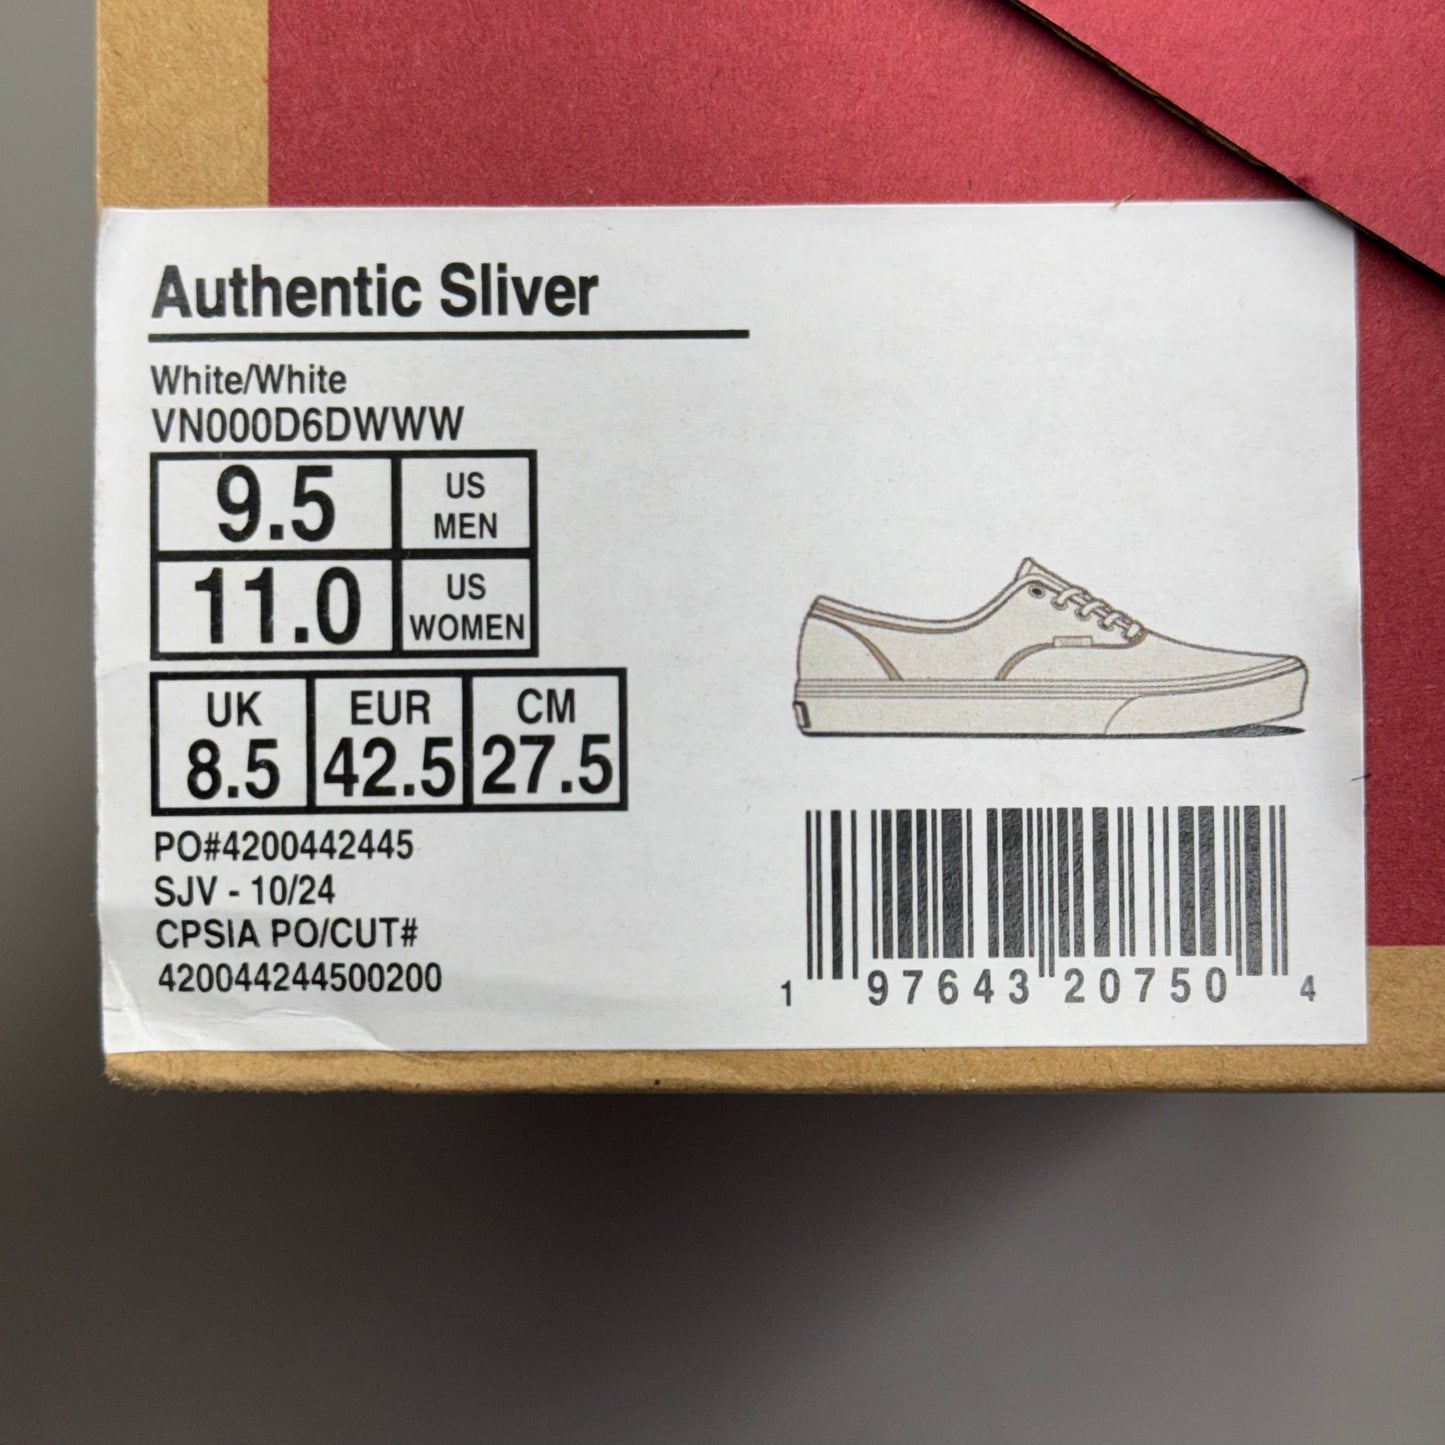 Authentic Sliver
White/White
VN000D6DWWW
9.5 US MEN
11.0 US WOMEN
UK EUR CM
8.5 42.5 27.5
PO#4200442445
SJV - 10/24
CPSIA PO/CUT#
420044244500200
1 97643 20750 4